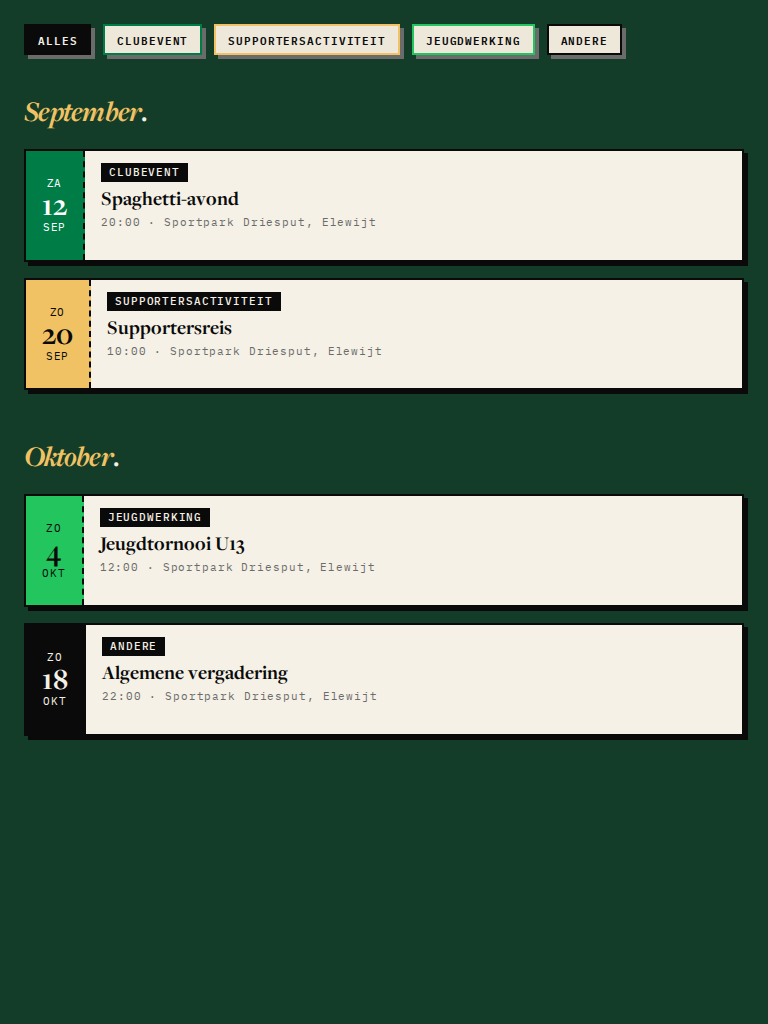 ALLES CLUBEVENT SUPPORTERSACTIVITEIT JEUGDWERKING ANDERE
September.
ZA
12
SEP
CLUBEVENT
Spaghetti-avond
20:00 · Sportpark Driesput, Elewijt
ZO
20
SEP
SUPPORTERSACTIVITEIT
Supportersreis
10:00 · Sportpark Driesput, Elewijt
Oktober.
ZO
4
OKT
JEUGDWERKING
Jeugdtornooi U13
12:00 · Sportpark Driesput, Elewijt
ZO
18
OKT
ANDERE
Algemene vergadering
22:00 · Sportpark Driesput, Elewijt